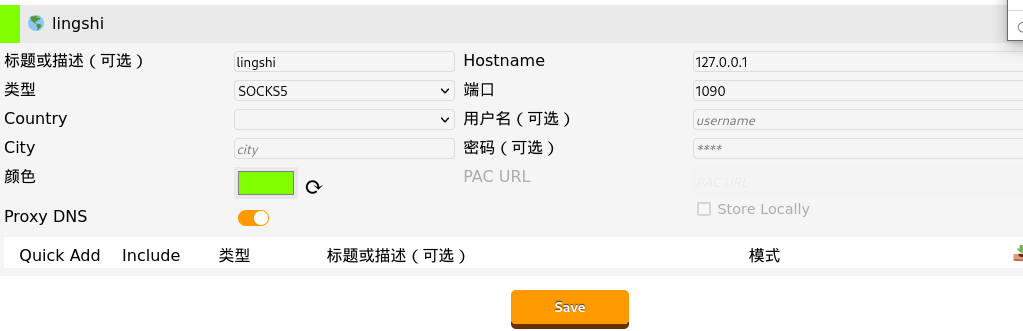 lingshi
标题或描述（可选） lingshi Hostname 127.0.0.1
类型 SOCKS5 端口 1090
Country 用户名（可选） username
City city 密码（可选） ****
颜色 PAC URL PAC URL
Store Locally
Proxy DNS
Quick Add Include 类型 标题或描述（可选） 模式
Save